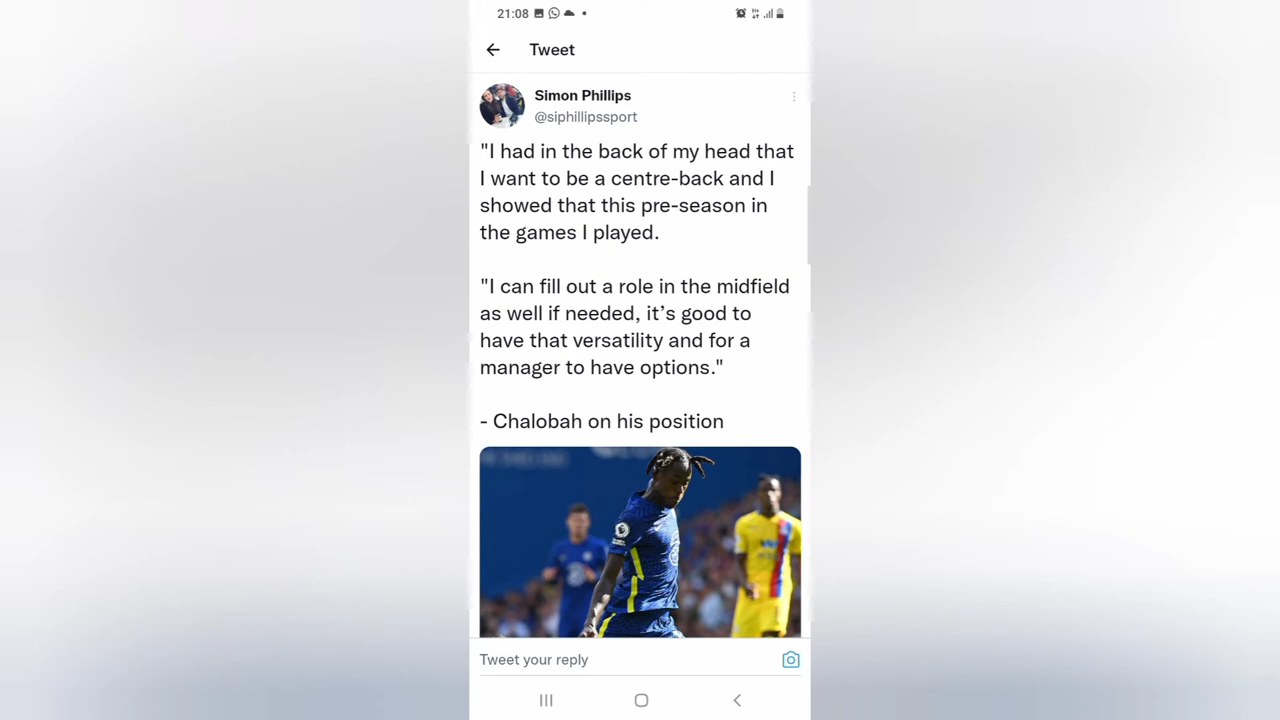 21:08
Tweet
Simon Phillips
@siphillipssport
"I had in the back of my head that
I want to be a centre-back and I
showed that this pre-season in
the games I played.
"I can fill out a role in the midfield
as well if needed, it’s good to
have that versatility and for a
manager to have options."
- Chalobah on his position
Tweet your reply